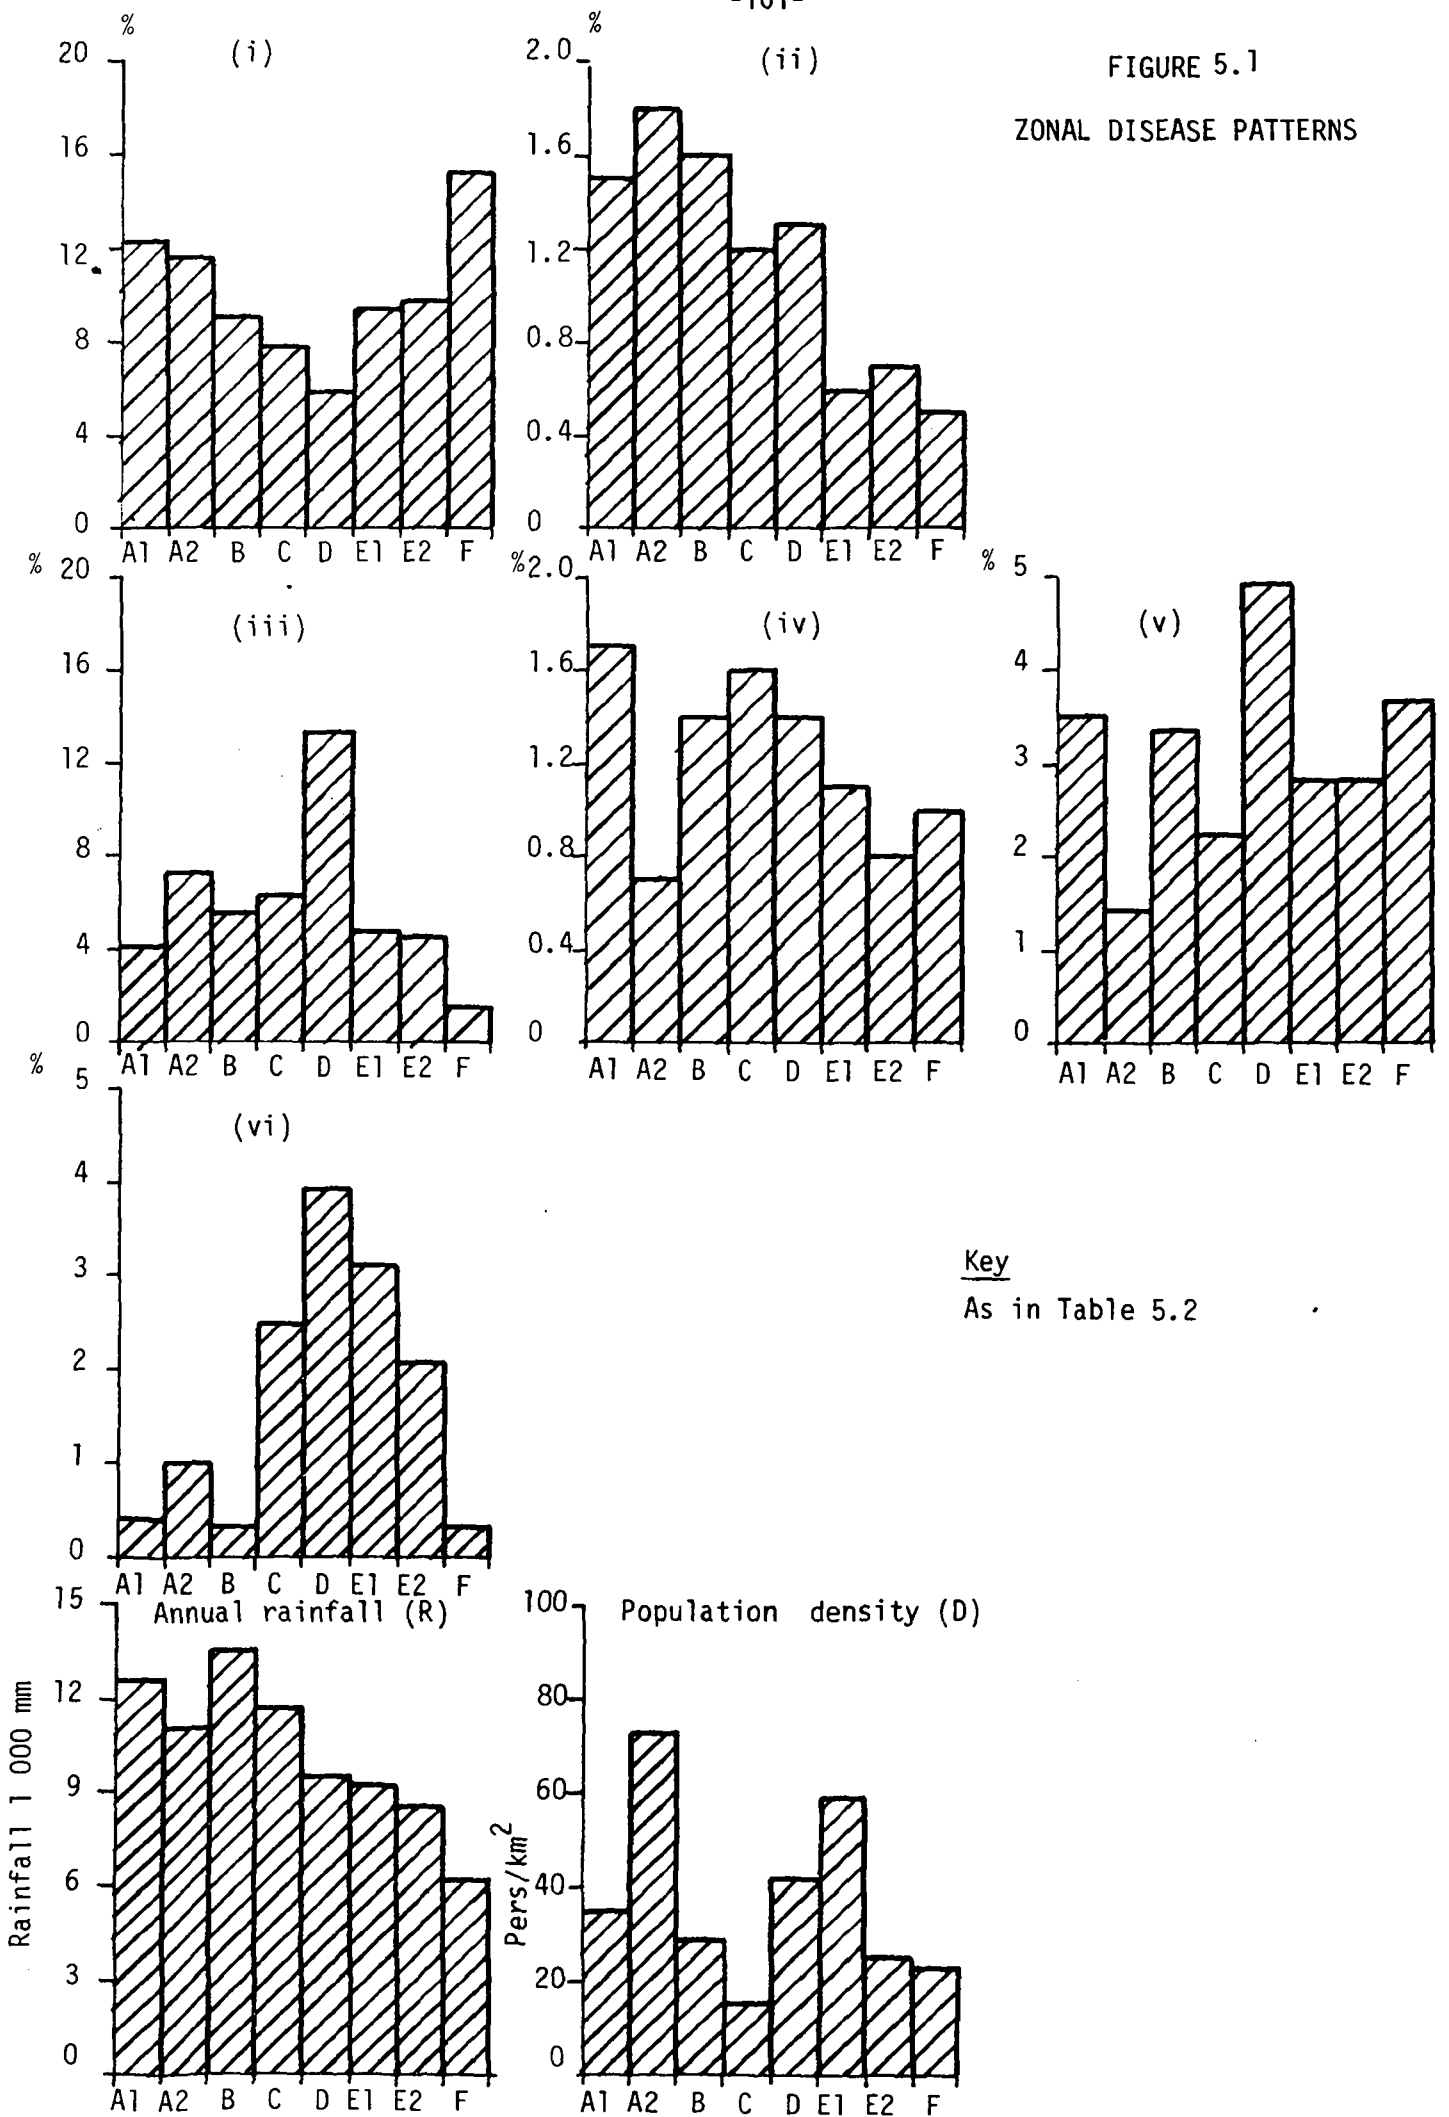 -101-
FIGURE 5.1
ZONAL DISEASE PATTERNS
%
(i)
20
16
12
8
4
0
A1 A2 B C D E1 E2 F
%
(ii)
2.0
1.6
1.2
0.8
0.4
0
A1 A2 B C D E1 E2 F
%
(iii)
20
16
12
8
4
0
A1 A2 B C D E1 E2 F
%
(iv)
2.0
1.6
1.2
0.8
0.4
0
A1 A2 B C D E1 E2 F
%
(v)
5
4
3
2
1
0
A1 A2 B C D E1 E2 F
%
(vi)
5
4
3
2
1
0
A1 A2 B C D E1 E2 F
Key
As in Table 5.2
Annual rainfall (R)
Rainfall 1 000 mm
15
12
9
6
3
0
A1 A2 B C D E1 E2 F
Population density (D)
Pers/km²
100
80
60
40
20
0
A1 A2 B C D E1 E2 F